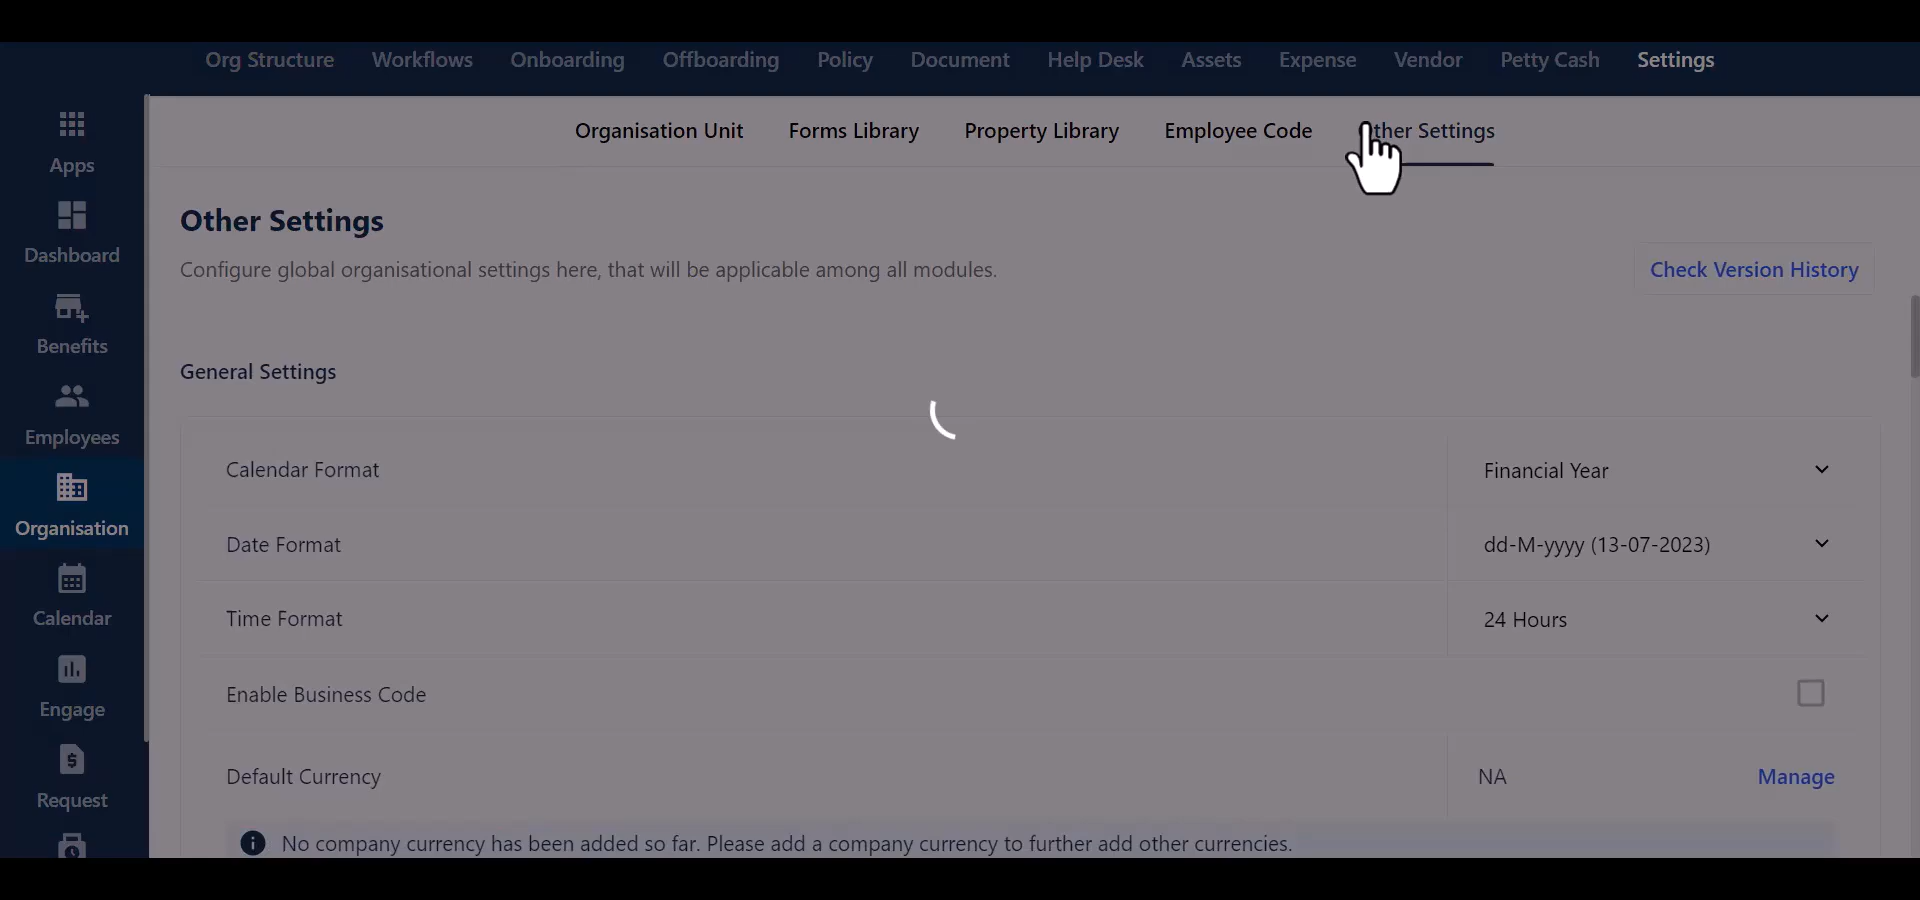 Org Structure Workflows Onboarding Offboarding Policy Document Help Desk Assets Expense Vendor Petty Cash Settings
Organisation Unit Forms Library Property Library Employee Code Other Settings
Apps
Dashboard
Benefits
Employees
Organisation
Calendar
Engage
Request
Other Settings
Configure global organisational settings here, that will be applicable among all modules.
Check Version History
General Settings
Calendar Format Financial Year
Date Format dd-M-yyyy (13-07-2023)
Time Format 24 Hours
Enable Business Code
Default Currency NA Manage
No company currency has been added so far. Please add a company currency to further add other currencies.